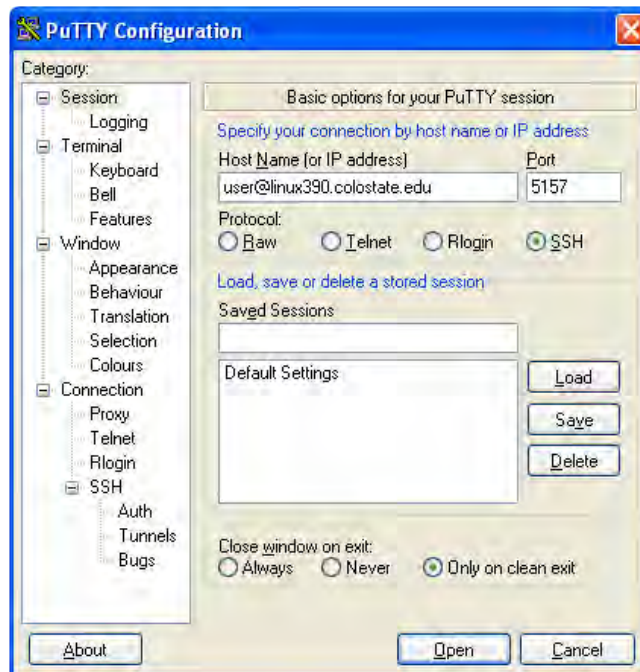 PuTTY Configuration
Category:
Session
Logging
Terminal
Keyboard
Bell
Features
Window
Appearance
Behaviour
Translation
Selection
Colours
Connection
Proxy
Telnet
Rlogin
SSH
Auth
Tunnels
Bugs
Basic options for your PuTTY session
Specify your connection by host name or IP address
Host Name (or IP address) Port
user@linux390.colostate.edu 5157
Protocol:
Raw Telnet Rlogin SSH
Load, save or delete a stored session
Saved Sessions
Default Settings
Load
Save
Delete
Close window on exit:
Always Never Only on clean exit
About Open Cancel